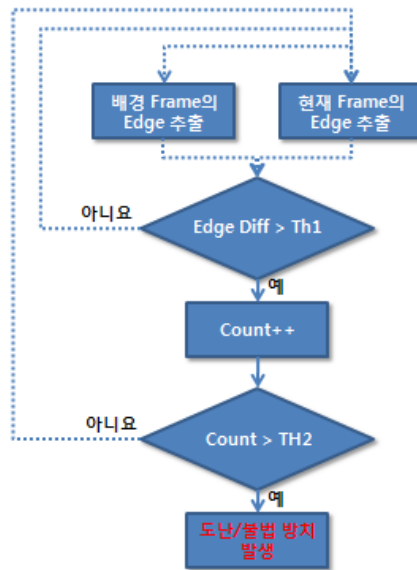 배경 Frame의
Edge 추출
현재 Frame의
Edge 추출
Edge Diff > Th1
아니요
예
Count++
Count > TH2
아니요
예
도난/불법 방치
발생